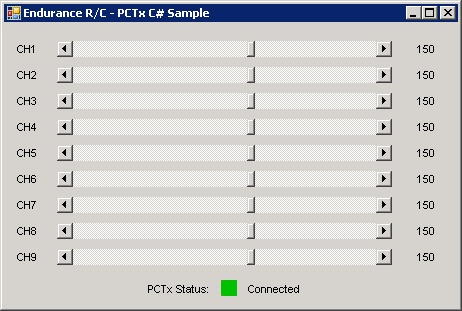 Endurance R/C - PCTx C# Sample
CH1 150
CH2 150
CH3 150
CH4 150
CH5 150
CH6 150
CH7 150
CH8 150
CH9 150
PCTx Status: Connected